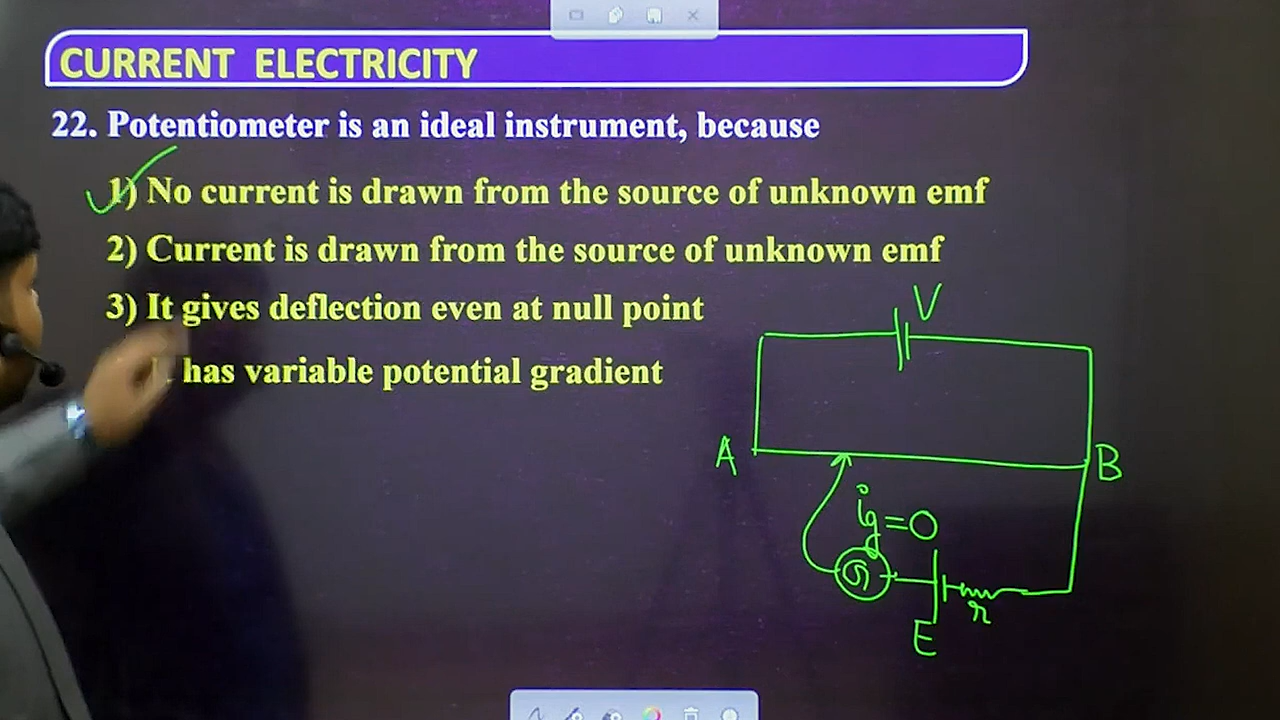 CURRENT ELECTRICITY
22. Potentiometer is an ideal instrument, because
1) No current is drawn from the source of unknown emf
2) Current is drawn from the source of unknown emf
3) It gives deflection even at null point
has variable potential gradient
V
A
B
ig=0
G
r
E